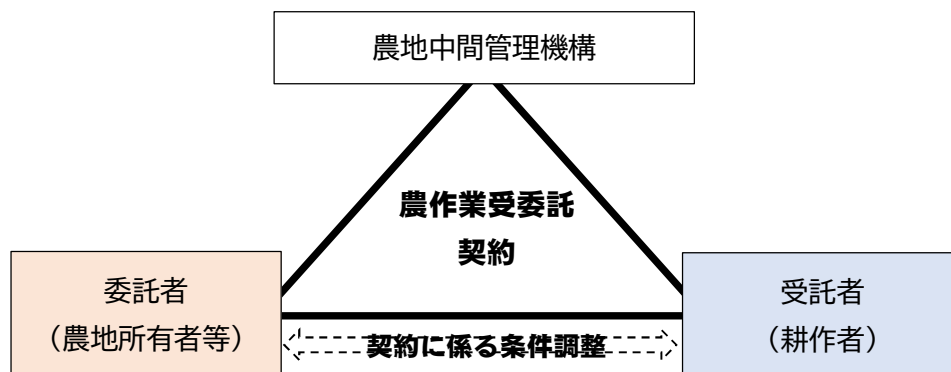 農地中間管理機構
農作業受委託
契約
委託者
（農地所有者等）
契約に係る条件調整
受託者
（耕作者）